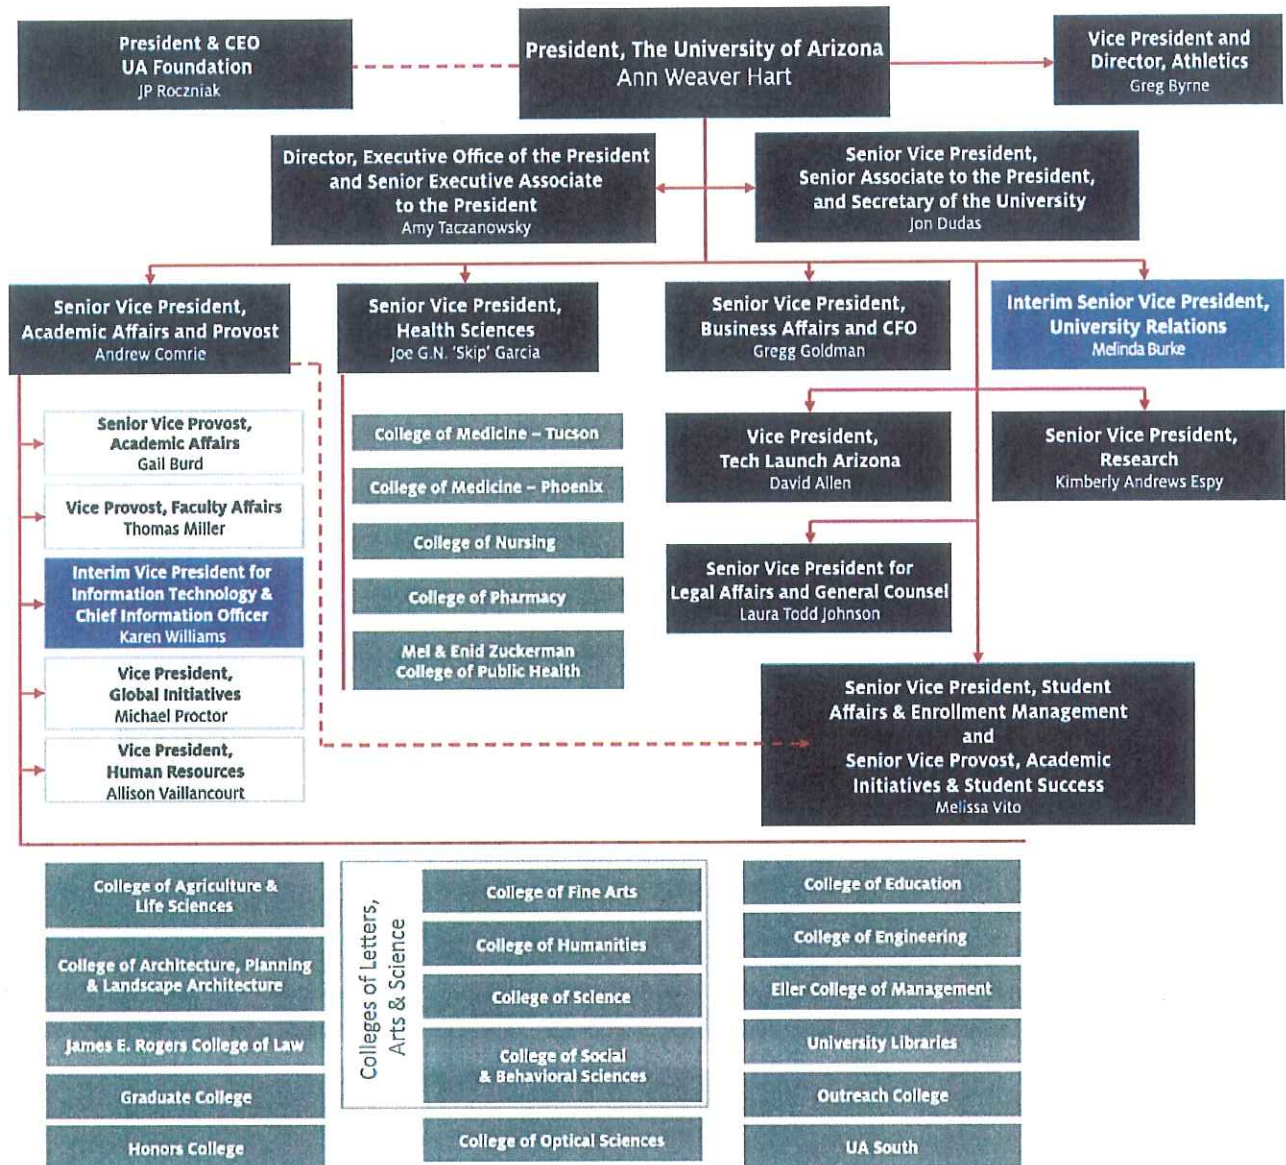 President & CEO
UA Foundation
JP Roczniak
President, The University of Arizona
Ann Weaver Hart
Vice President and
Director, Athletics
Greg Byrne
Director, Executive Office of the President
and Senior Executive Associate
to the President
Amy Taczanowsky
Senior Vice President,
Senior Associate to the President,
and Secretary of the University
Jon Dudas
Senior Vice President,
Academic Affairs and Provost
Andrew Comrie
Senior Vice President,
Health Sciences
Joe G.N. 'Skip' Garcia
Senior Vice President,
Business Affairs and CFO
Gregg Goldman
Interim Senior Vice President,
University Relations
Melinda Burke
Senior Vice Provost,
Academic Affairs
Gail Burd
Vice Provost, Faculty Affairs
Thomas Miller
Interim Vice President for
Information Technology &
Chief Information Officer
Karen Williams
Vice President,
Global Initiatives
Michael Proctor
Vice President,
Human Resources
Allison Vaillancourt
College of Medicine – Tucson
College of Medicine – Phoenix
College of Nursing
College of Pharmacy
Mel & Enid Zuckerman
College of Public Health
Vice President,
Tech Launch Arizona
David Allen
Senior Vice President,
Research
Kimberly Andrews Espy
Senior Vice President for
Legal Affairs and General Counsel
Laura Todd Johnson
Senior Vice President, Student
Affairs & Enrollment Management
and
Senior Vice Provost, Academic
Initiatives & Student Success
Melissa Vito
College of Agriculture &
Life Sciences
College of Architecture, Planning
& Landscape Architecture
James E. Rogers College of Law
Graduate College
Honors College
Colleges of Letters,
Arts & Science
College of Fine Arts
College of Humanities
College of Science
College of Social
& Behavioral Sciences
College of Optical Sciences
College of Education
College of Engineering
Eller College of Management
University Libraries
Outreach College
UA South